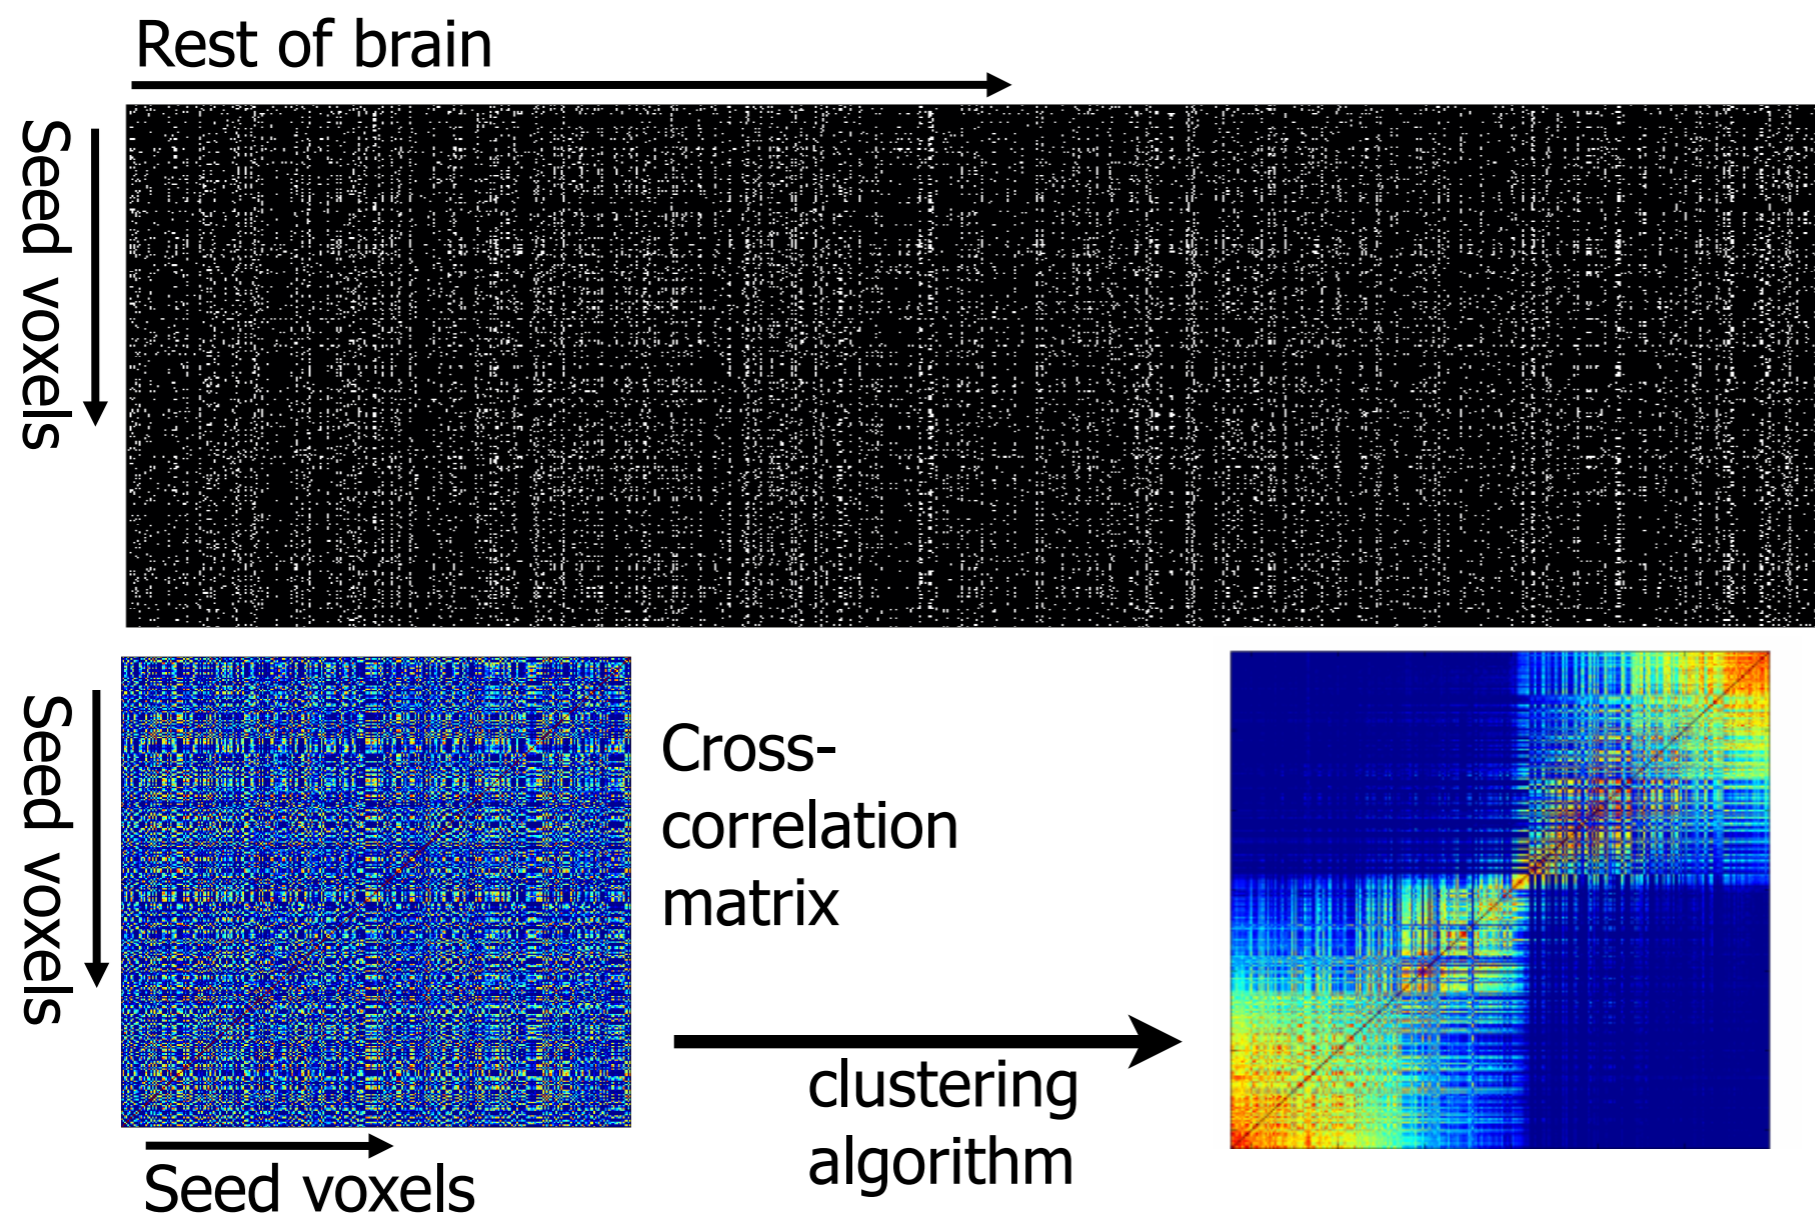 Rest of brain
Seed voxels
Seed voxels
Cross-
correlation
matrix
clustering
algorithm
Seed voxels